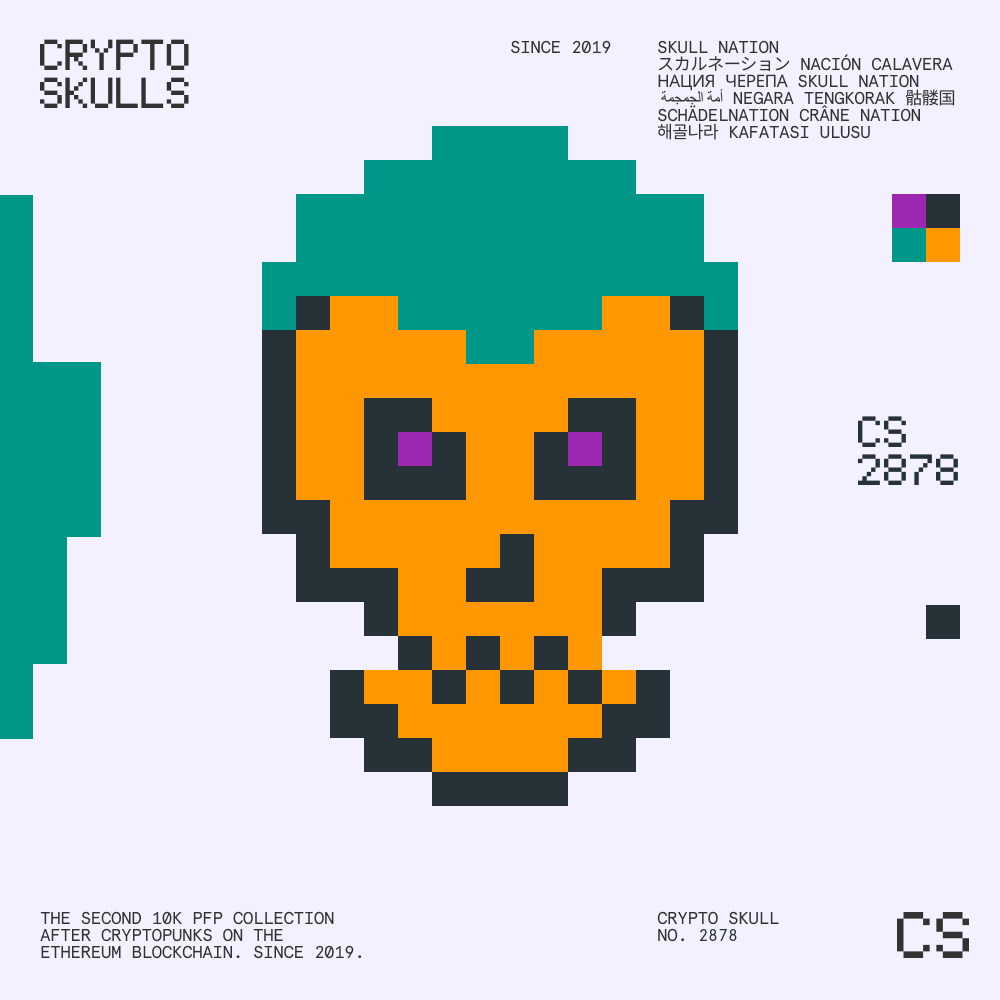 CRYPTO
SKULLS
SINCE 2019
SKULL NATION
スカルネーション NACIÓN CALAVERA
НАЦИЯ ЧЕРЕПА SKULL NATION
أمة الجمجمة NEGARA TENGKORAK 骷髅国
SCHÄDELNATION CRÂNE NATION
해골나라 KAFATASI ULUSU
CS
2878
THE SECOND 10K PFP COLLECTION
AFTER CRYPTOPUNKS ON THE
ETHEREUM BLOCKCHAIN. SINCE 2019.
CRYPTO SKULL
NO. 2878
CS